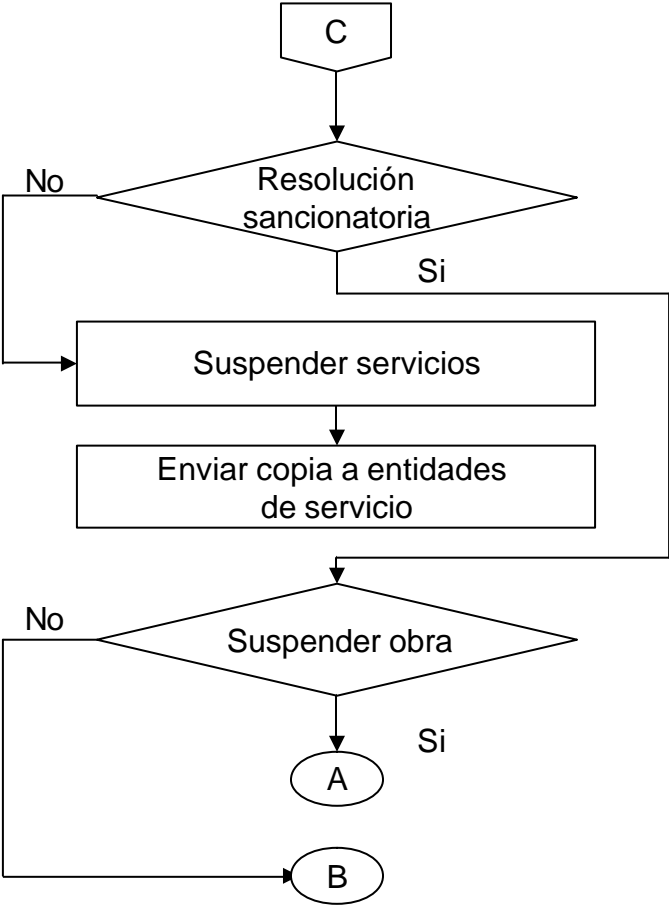 C
No
Resolución
sancionatoria
Si
Suspender servicios
Enviar copia a entidades
de servicio
No
Suspender obra
Si
A
B